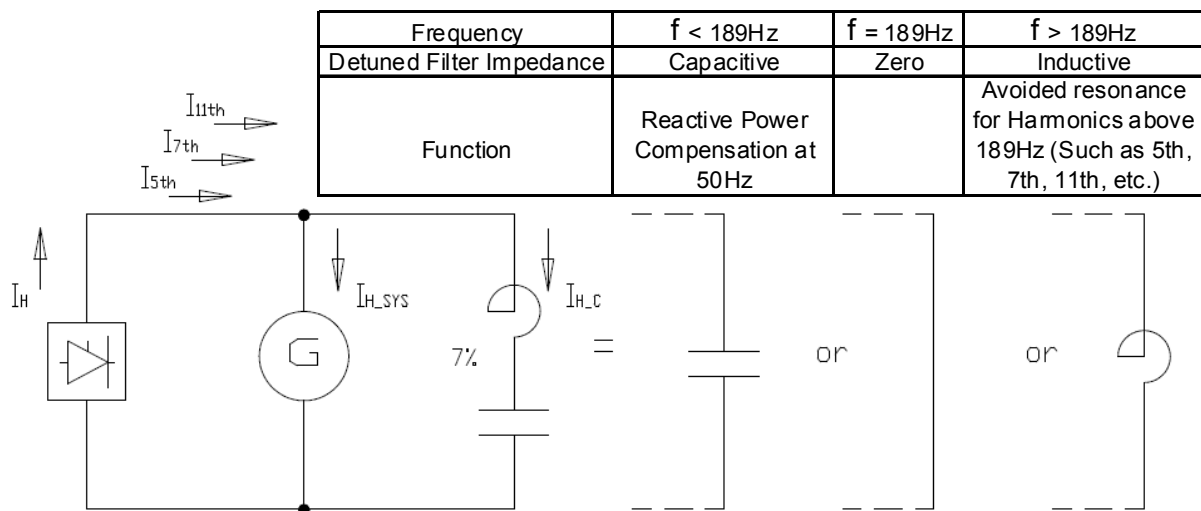 Frequency f < 189Hz f = 189Hz f > 189Hz
Detuned Filter Impedance Capacitive Zero Inductive
Function
Reactive Power
Compensation at
50Hz
Avoided resonance
for Harmonics above
189Hz (Such as 5th,
7th, 11th, etc.)
I11th
I7th
I5th
IH
IH_SYS
IH_C
G
7%
=
or
or